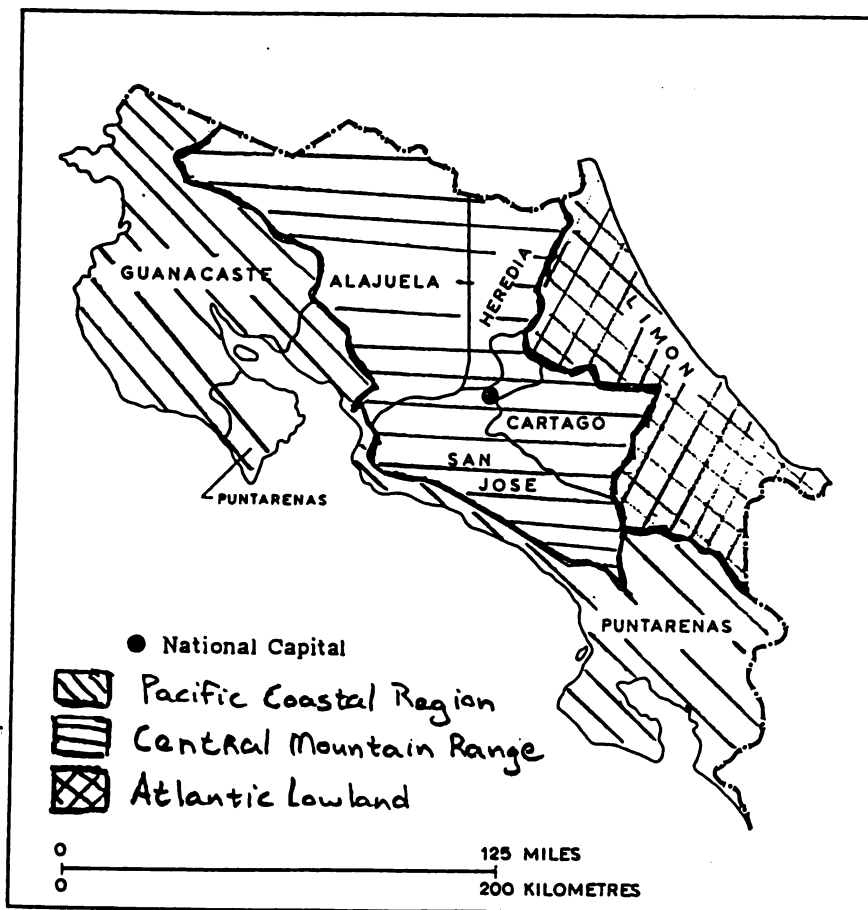 GUANACASTE
ALAJUELA
HEREDIA
LIMON
CARTAGO
SAN
JOSE
PUNTARENAS
PUNTARENAS
National Capital
Pacific Coastal Region
Central Mountain Range
Atlantic Lowland
0 125 MILES
0 200 KILOMETRES